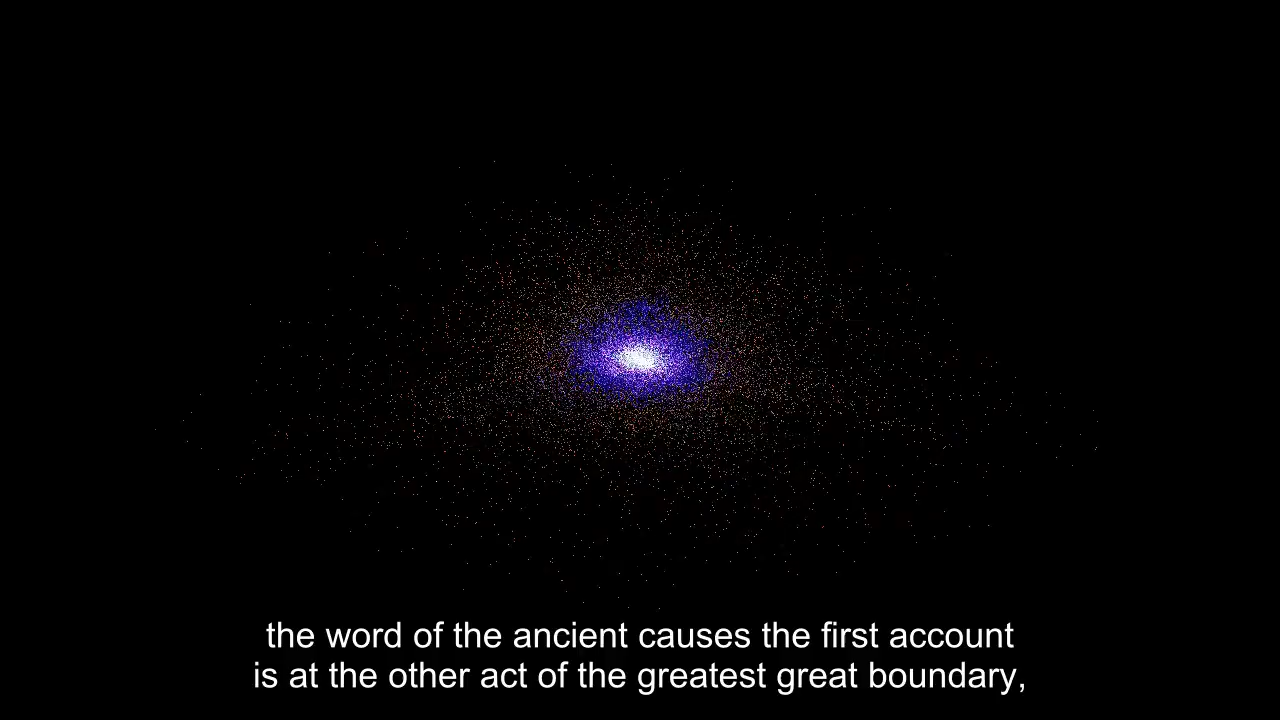 the word of the ancient causes the first account
is at the other act of the greatest great boundary,